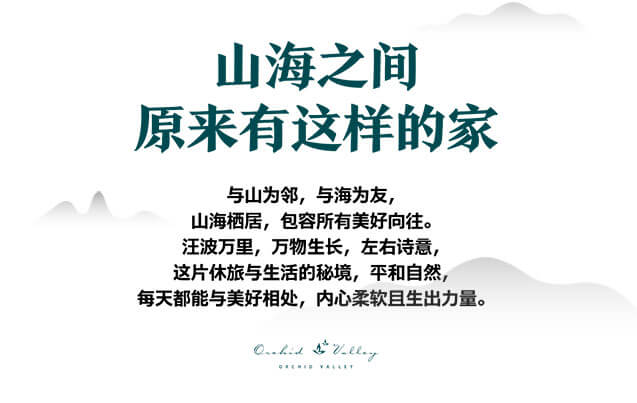 山海之间
原来有这样的家
与山为邻，与海为友，
山海栖居，包容所有美好向往。
汪波万里，万物生长，左右诗意，
这片休旅与生活的秘境，平和自然，
每天都能与美好相处，内心柔软且生出力量。
Orchid Valley
ORCHID VALLEY